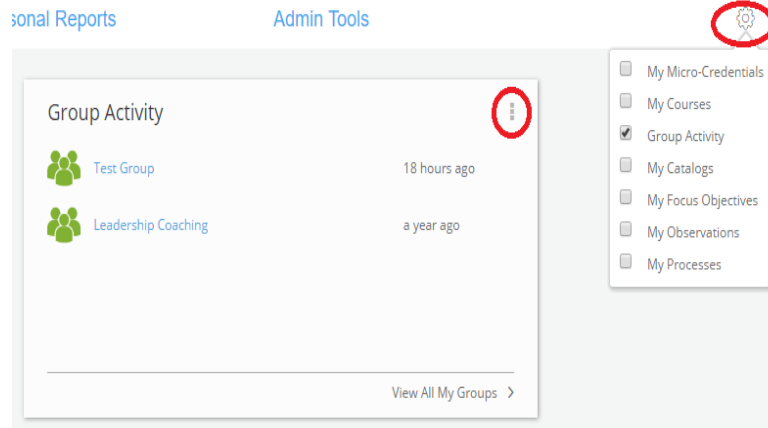 sonal Reports
Admin Tools
Group Activity
Test Group
18 hours ago
Leadership Coaching
a year ago
View All My Groups >
My Micro-Credentials
My Courses
Group Activity
My Catalogs
My Focus Objectives
My Observations
My Processes